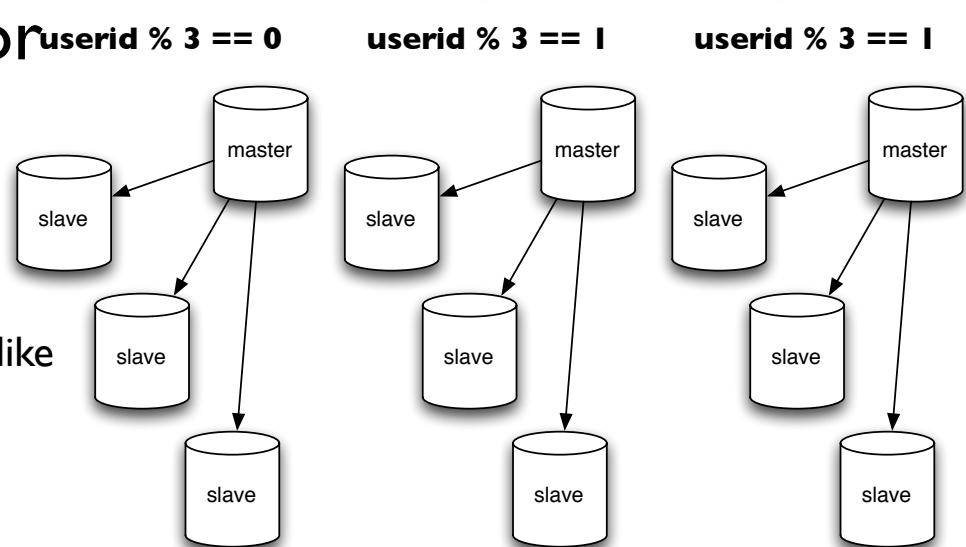 or
userid % 3 == 0
userid % 3 == 1
userid % 3 == 1
master
master
master
slave
slave
slave
like
slave
slave
slave
slave
slave
slave